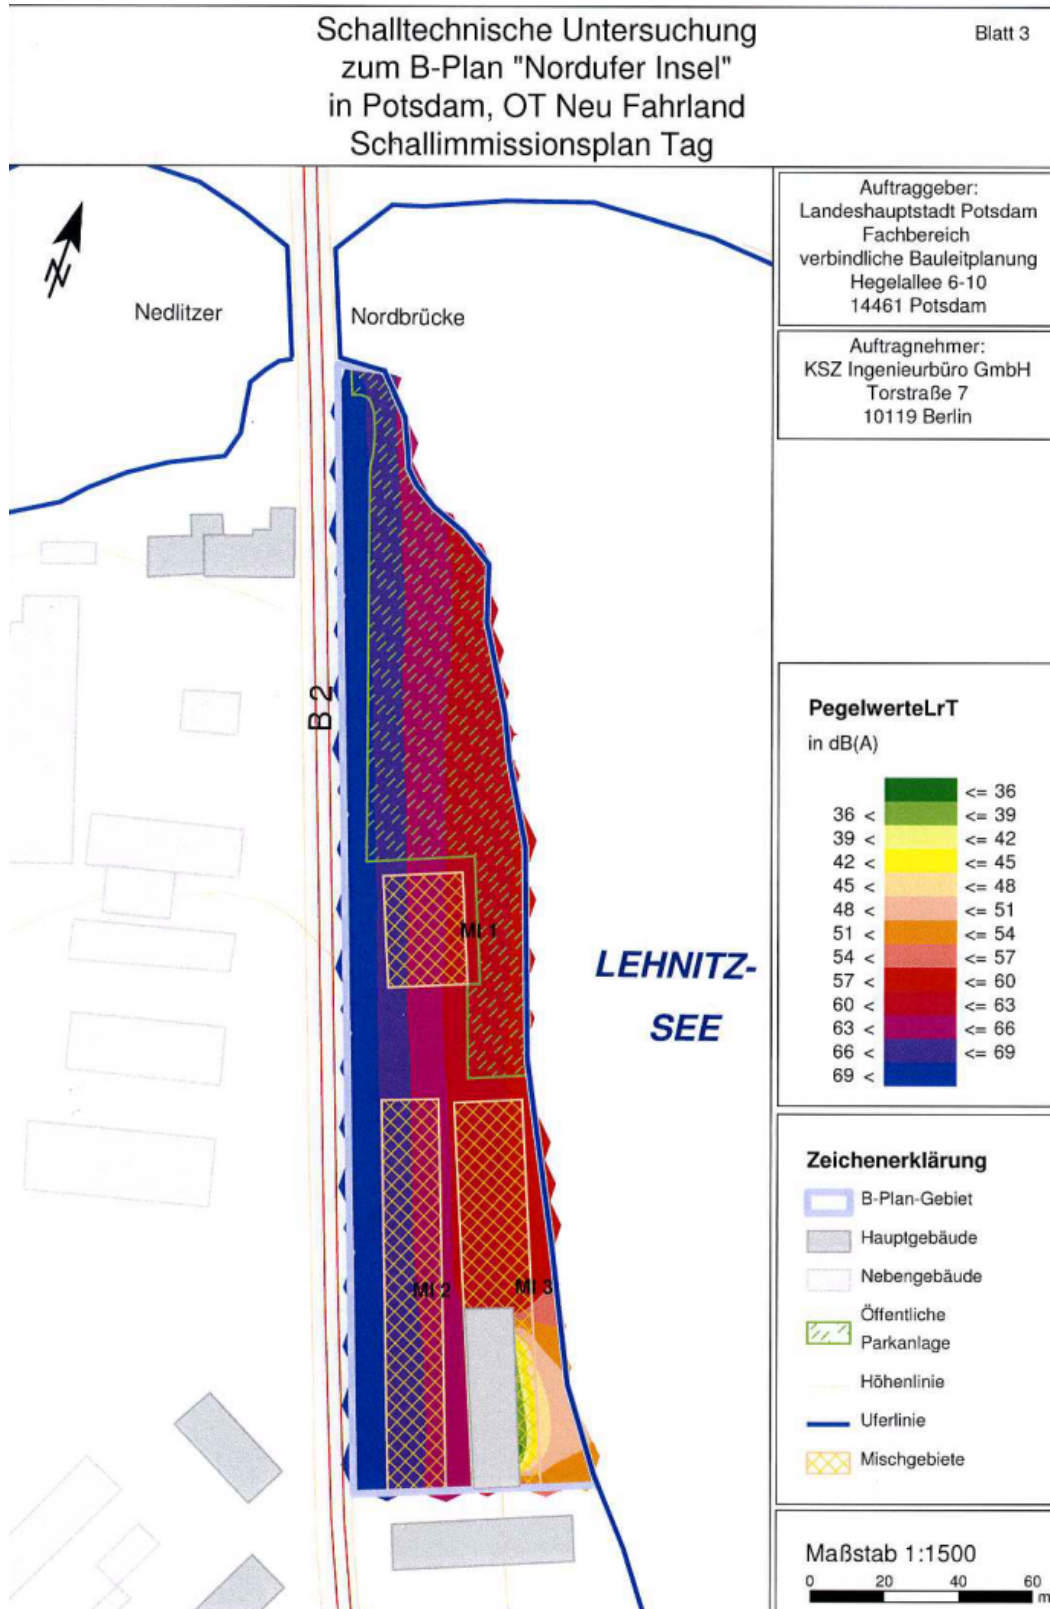 Schalltechnische Untersuchung
zum B-Plan "Nordufer Insel"
in Potsdam, OT Neu Fahrland
Schallimmissionsplan Tag
Blatt 3
Auftraggeber:
Landeshauptstadt Potsdam
Fachbereich
verbindliche Bauleitplanung
Hegelallee 6-10
14461 Potsdam
Auftragnehmer:
KSZ Ingenieurbüro GmbH
Torstraße 7
10119 Berlin
N
Nedlitzer
Nordbrücke
B 2
MI 1
LEHNITZ-
SEE
MI 2
MI 3
PegelwerteLrT
in dB(A)
<= 36
36 < <= 39
39 < <= 42
42 < <= 45
45 < <= 48
48 < <= 51
51 < <= 54
54 < <= 57
57 < <= 60
60 < <= 63
63 < <= 66
66 < <= 69
69 <
Zeichenerklärung
B-Plan-Gebiet
Hauptgebäude
Nebengebäude
Öffentliche
Parkanlage
Höhenlinie
Uferlinie
Mischgebiete
Maßstab 1:1500
0 20 40 60
m